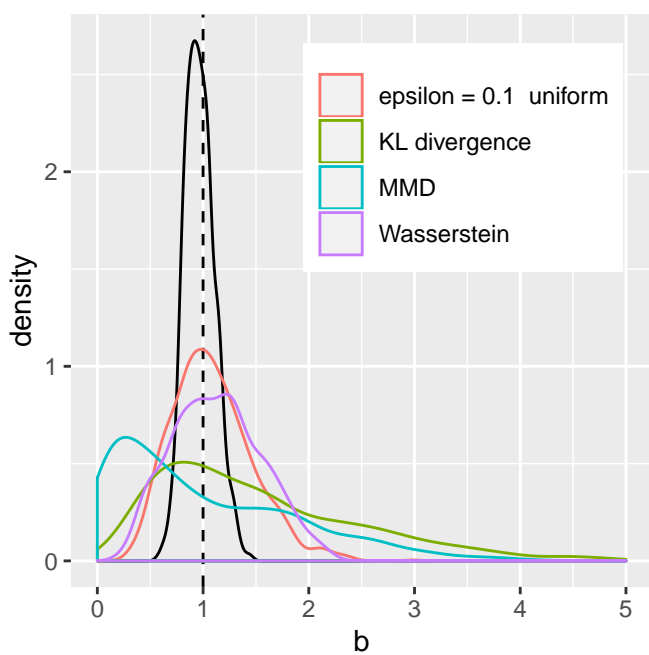 epsilon = 0.1  uniform
KL divergence
MMD
Wasserstein
density
2
1
0
0 1 2 3 4 5
b